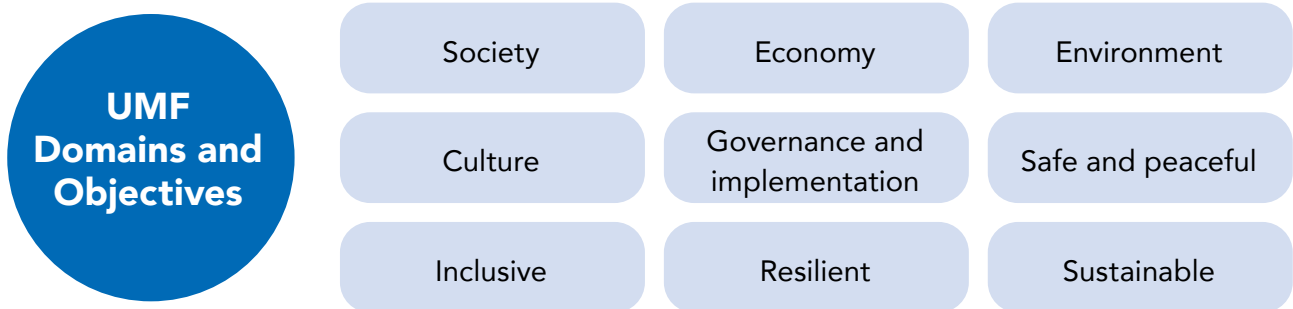 UMF
Domains and
Objectives
Society
Economy
Environment
Culture
Governance and
implementation
Safe and peaceful
Inclusive
Resilient
Sustainable